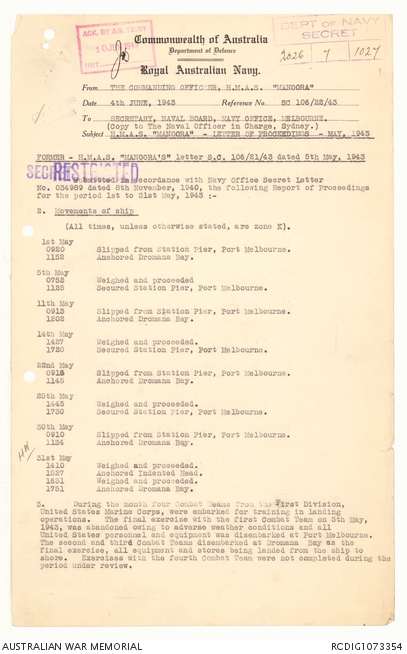 ACK. BY AIR
10 JUN 1943
DEPT OF NAVY
SECRET
2026 7 1027
Commonwealth of Australia
Department of Defence
Royal Australian Navy.
From THE COMMANDING OFFICER, H.M.A.S. "MANOORA"
Date 4th JUNE, 1943 Reference No. SC 106/22/43
To SECRETARY, NAVAL BOARD, NAVY OFFICE, MELBOURNE.
(Copy to The Naval Officer in Charge, Sydney.)
Subject H.M.A.S. "MANOORA" - LETTER OF PROCEEDINGS - MAY, 1943
FORMER - H.M.A.S. "MANOORA'S" letter S.C. 106/21/43 dated 5th May, 1943
Submitted in accordance with Navy Office Secret Letter
No. 034989 dated 8th November, 1940, the following Report of Proceedings
for the period 1st to 31st May, 1943 :-
2. Movements of ship
(All times, unless otherwise stated, are zone K).
1st May
0920 Slipped from Station Pier, Port Melbourne.
1152 Anchored Dromana Bay.
5th May
0752 Weighed and proceeded
1125 Secured Station Pier, Port Melbourne.
11th May
0913 Slipped from Station Pier, Port Melbourne.
1202 Anchored Dromana Bay.
14th May
1427 Weighed and proceeded.
1720 Secured Station Pier, Port Melbourne.
22nd May
0915 Slipped from Station Pier, Port Melbourne.
1145 Anchored Dromana Bay.
25th May
1445 Weighed and proceeded.
1730 Secured Station Pier, Port Melbourne.
30th May
0910 Slipped from Station Pier, Port Melbourne.
1134 Anchored Dromana Bay.
31st May
1410 Weighed and proceeded.
1527 Anchored Indented Head.
1631 Weighed and proceeded.
1751 Anchored Dromana Bay.
3. During the month four Combat Teams from the First Division,
United States Marine Corps, were embarked for training in landing
operations. The final exercise with the first Combat Team on 5th May,
1943, was abandoned owing to adverse weather conditions and all
United States personnel and equipment was disembarked at Port Melbourne.
The second and third Combat Teams disembarked at Dromana Bay as the
final exercise, all equipment and stores being landed from the ship to
shore. Exercises with the fourth Combat Team were not completed during the
period under review.
AUSTRALIAN WAR MEMORIAL RCDIG1073354